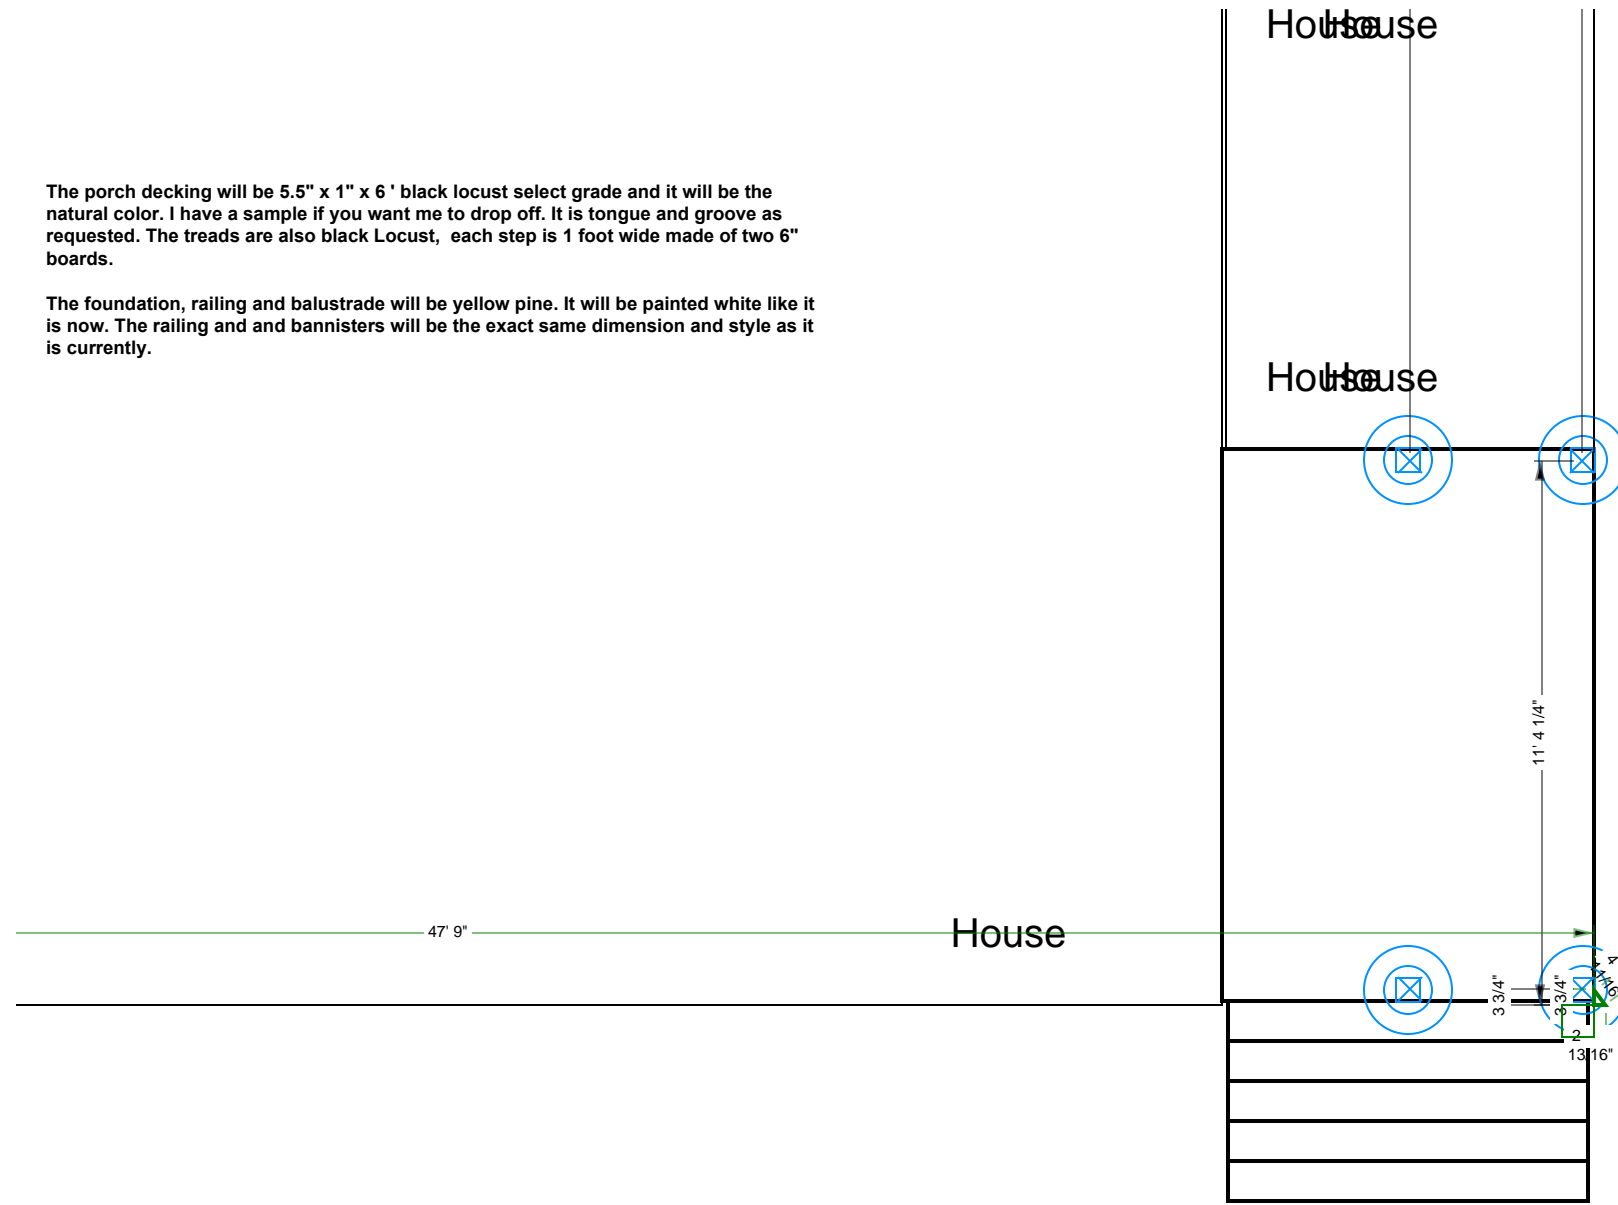 House House
The porch decking will be 5.5" x 1" x 6 ' black locust select grade and it will be the
natural color. I have a sample if you want me to drop off. It is tongue and groove as
requested. The treads are also black Locust,  each step is 1 foot wide made of two 6"
boards.
The foundation, railing and balustrade will be yellow pine. It will be painted white like it
is now. The railing and and bannisters will be the exact same dimension and style as it
is currently.
House House
11' 4 1/4"
47' 9"
House
3 3/4"
3 3/4"
2
13/16"